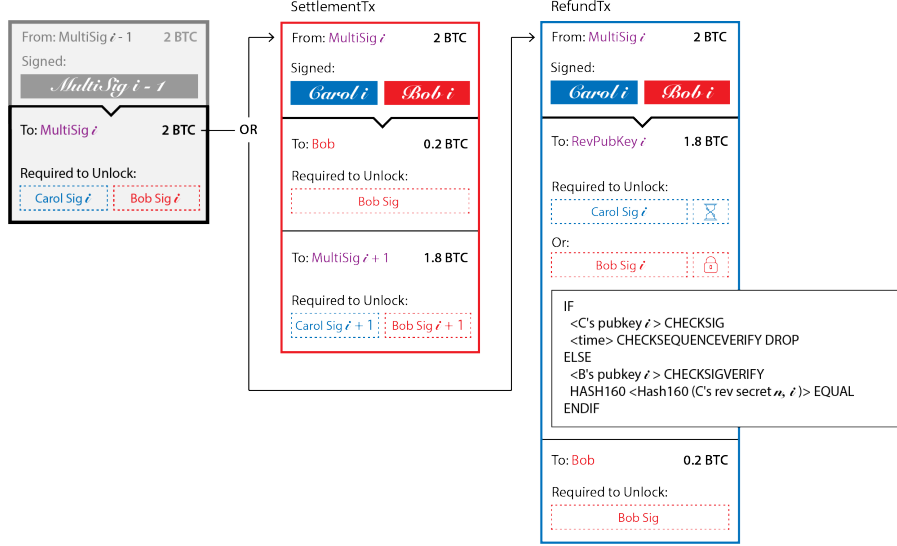 From: MultiSig i - 1 2 BTC
Signed:
MultiSig i - 1
To: MultiSig i 2 BTC
Required to Unlock:
Carol Sig i Bob Sig i
OR
SettlementTx
From: MultiSig i 2 BTC
Signed:
Carol i Bob i
To: Bob 0.2 BTC
Required to Unlock:
Bob Sig
To: MultiSig i + 1 1.8 BTC
Required to Unlock:
Carol Sig i + 1 Bob Sig i + 1
RefundTx
From: MultiSig i 2 BTC
Signed:
Carol i Bob i
To: RevPubKey i 1.8 BTC
Required to Unlock:
Carol Sig i
Or:
Bob Sig i
IF
<C's pubkey i > CHECKSIG
<time> CHECKSEQUENCEVERIFY DROP
ELSE
<B's pubkey i > CHECKSIGVERIFY
HASH160 <Hash160 (C's rev secret n, i )> EQUAL
ENDIF
To: Bob 0.2 BTC
Required to Unlock:
Bob Sig